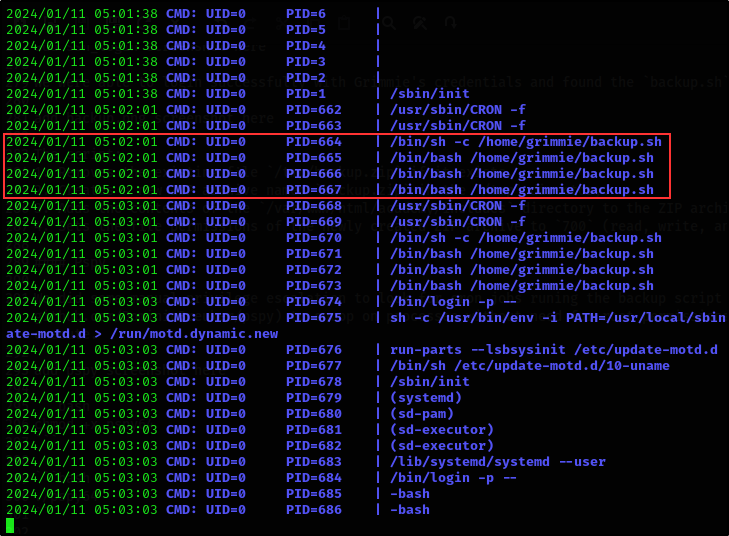 2024/01/11 05:01:38 CMD: UID=0 PID=6 |
2024/01/11 05:01:38 CMD: UID=0 PID=5 |
2024/01/11 05:01:38 CMD: UID=0 PID=4 |
2024/01/11 05:01:38 CMD: UID=0 PID=3 |
2024/01/11 05:01:38 CMD: UID=0 PID=2 |
2024/01/11 05:01:38 CMD: UID=0 PID=1 | /sbin/init
2024/01/11 05:02:01 CMD: UID=0 PID=662 | /usr/sbin/CRON -f
2024/01/11 05:02:01 CMD: UID=0 PID=663 | /usr/sbin/CRON -f
2024/01/11 05:02:01 CMD: UID=0 PID=664 | /bin/sh -c /home/grimmie/backup.sh
2024/01/11 05:02:01 CMD: UID=0 PID=665 | /bin/bash /home/grimmie/backup.sh
2024/01/11 05:02:01 CMD: UID=0 PID=666 | /bin/bash /home/grimmie/backup.sh
2024/01/11 05:02:01 CMD: UID=0 PID=667 | /bin/bash /home/grimmie/backup.sh
2024/01/11 05:03:01 CMD: UID=0 PID=668 | /usr/sbin/CRON -f
2024/01/11 05:03:01 CMD: UID=0 PID=669 | /usr/sbin/CRON -f
2024/01/11 05:03:01 CMD: UID=0 PID=670 | /bin/sh -c /home/grimmie/backup.sh
2024/01/11 05:03:01 CMD: UID=0 PID=671 | /bin/bash /home/grimmie/backup.sh
2024/01/11 05:03:01 CMD: UID=0 PID=672 | /bin/bash /home/grimmie/backup.sh
2024/01/11 05:03:01 CMD: UID=0 PID=673 | /bin/bash /home/grimmie/backup.sh
2024/01/11 05:03:03 CMD: UID=0 PID=674 | /bin/login -p --
2024/01/11 05:03:03 CMD: UID=0 PID=675 | sh -c /usr/bin/env -i PATH=/usr/local/sbin
ate-motd.d > /run/motd.dynamic.new
2024/01/11 05:03:03 CMD: UID=0 PID=676 | run-parts --lsbsysinit /etc/update-motd.d
2024/01/11 05:03:03 CMD: UID=0 PID=677 | /bin/sh /etc/update-motd.d/10-uname
2024/01/11 05:03:03 CMD: UID=0 PID=678 | /sbin/init
2024/01/11 05:03:03 CMD: UID=0 PID=679 | (systemd)
2024/01/11 05:03:03 CMD: UID=0 PID=680 | (sd-pam)
2024/01/11 05:03:03 CMD: UID=0 PID=681 | (sd-executor)
2024/01/11 05:03:03 CMD: UID=0 PID=682 | (sd-executor)
2024/01/11 05:03:03 CMD: UID=0 PID=683 | /lib/systemd/systemd --user
2024/01/11 05:03:03 CMD: UID=0 PID=684 | /bin/login -p --
2024/01/11 05:03:03 CMD: UID=0 PID=685 | -bash
2024/01/11 05:03:03 CMD: UID=0 PID=686 | -bash